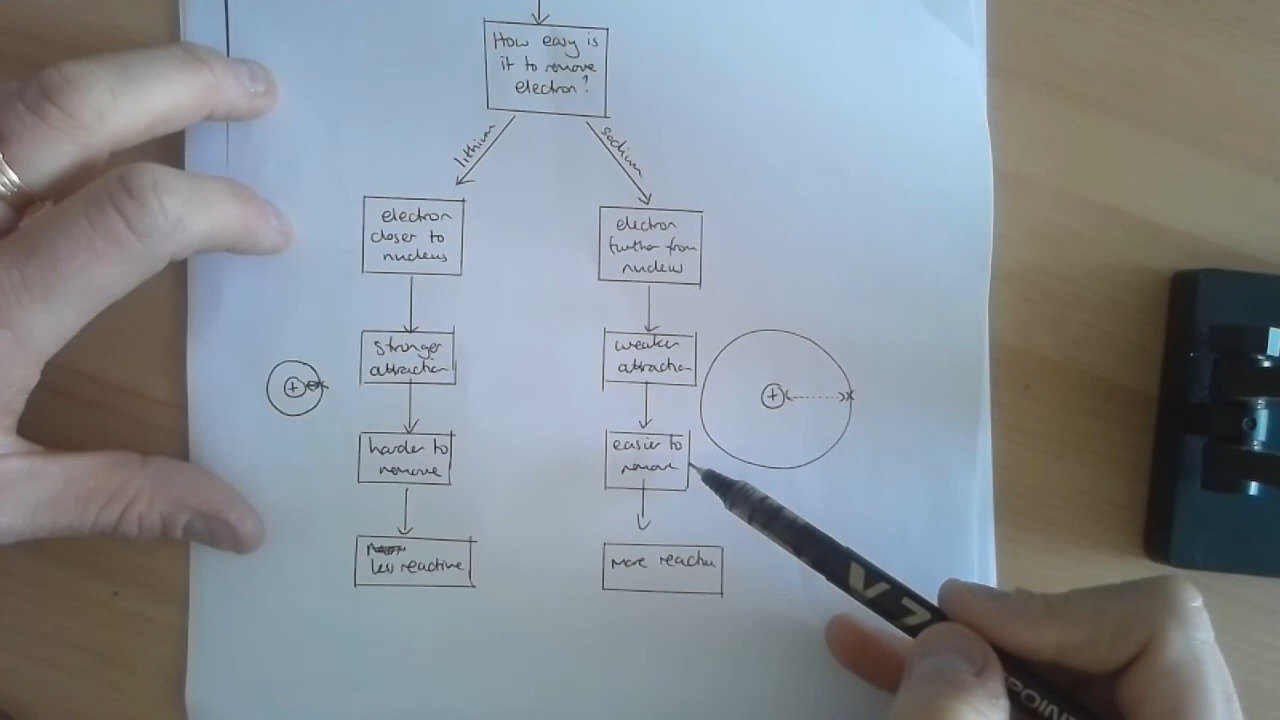 How easy is
it to remove
electron?
lithium
sodium
electron
closer to
nucleus
electron
further from
nucleus
stronger
attraction
weaker
attraction
+
+
harder to
remove
easier to
remove
less reactive
more reactive